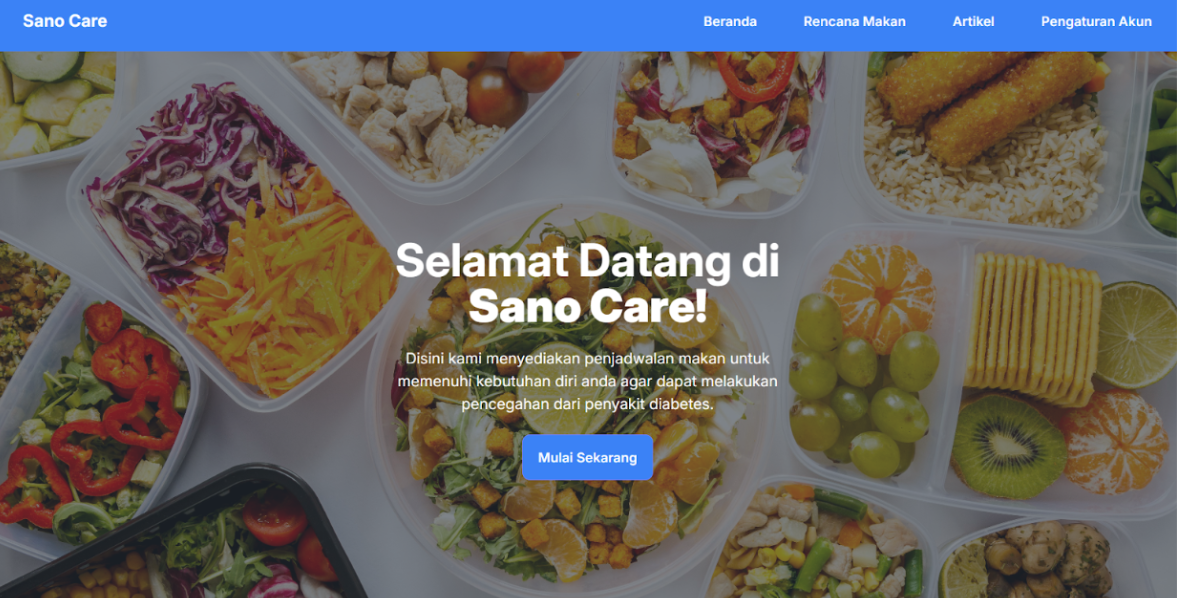 Sano Care
Beranda
Rencana Makan
Artikel
Pengaturan Akun
Selamat Datang di
Sano Care!
Disini kami menyediakan penjadwalan makan untuk
memenuhi kebutuhan diri anda agar dapat melakukan
pencegahan dari penyakit diabetes.
Mulai Sekarang